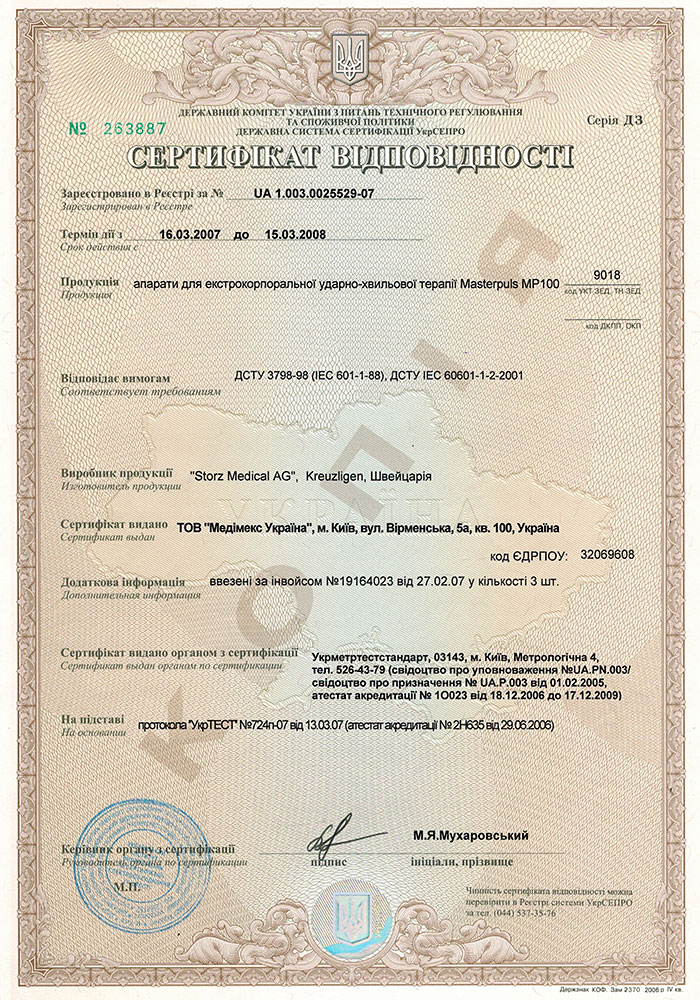 ДЕРЖАВНИЙ КОМІТЕТ УКРАЇНИ З ПИТАНЬ ТЕХНІЧНОГО РЕГУЛЮВАННЯ
ТА СПОЖИВЧОЇ ПОЛІТИКИ
ДЕРЖАВНА СИСТЕМА СЕРТИФІКАЦІЇ УкрСЕПРО
№ 263887
Серія ДЗ
СЕРТИФІКАТ ВІДПОВІДНОСТІ
Зареєстровано в Реєстрі за № UA 1.003.0025529-07
Зарегистрирован в Реестре
Термін дії з 16.03.2007 до 15.03.2008
Срок действия с
Продукція апарати для екстрокорпоральної ударно-хвильової терапії Masterpuls MP100 9018
Продукция код УКТ ЗЕД, ТН ЗЕД
код ДКПП, ОКП
Відповідає вимогам ДСТУ 3798-98 (IEC 601-1-88), ДСТУ IEC 60601-1-2-2001
Соответствует требованиям
Виробник продукції "Storz Medical AG", Kreuzligen, Швейцарія
Изготовитель продукции
УКРАЇНА
Сертифікат видано ТОВ "Медімекс Україна", м. Київ, вул. Вірменська, 5а, кв. 100, Україна
Сертификат выдан
код ЄДРПОУ: 32069608
Додаткова інформація ввезені за інвойсом №19164023 від 27.02.07 у кількості 3 шт.
Дополнительная информация
Сертифікат видано органом з сертифікації Укрметртестстандарт, 03143, м. Київ, Метрологічна 4,
Сертификат выдан органом по сертификации тел. 526-43-79 (свідоцтво про уповноваження №UA.PN.003/
свідоцтво про призначення № UA.P.003 від 01.02.2005,
атестат акредитації № 1О023 від 18.12.2006 до 17.12.2009)
На підставі протокола "УкрТЕСТ" №724п-07 від 13.03.07 (атестат акредитації № 2Н635 від 29.06.2006)
На основании
КОПІЯ
М.Я.Мухаровський
Керівник органу з сертифікації
Руководитель органа по сертификации підпис ініціали, прізвище
М.П.
Чинність сертифіката відповідності можна
перевірити в Реєстрі системи УкрСЕПРО
за тел. (044) 537-35-76
Держзнак КОФ. Зам 2370 2006 р IV кв.